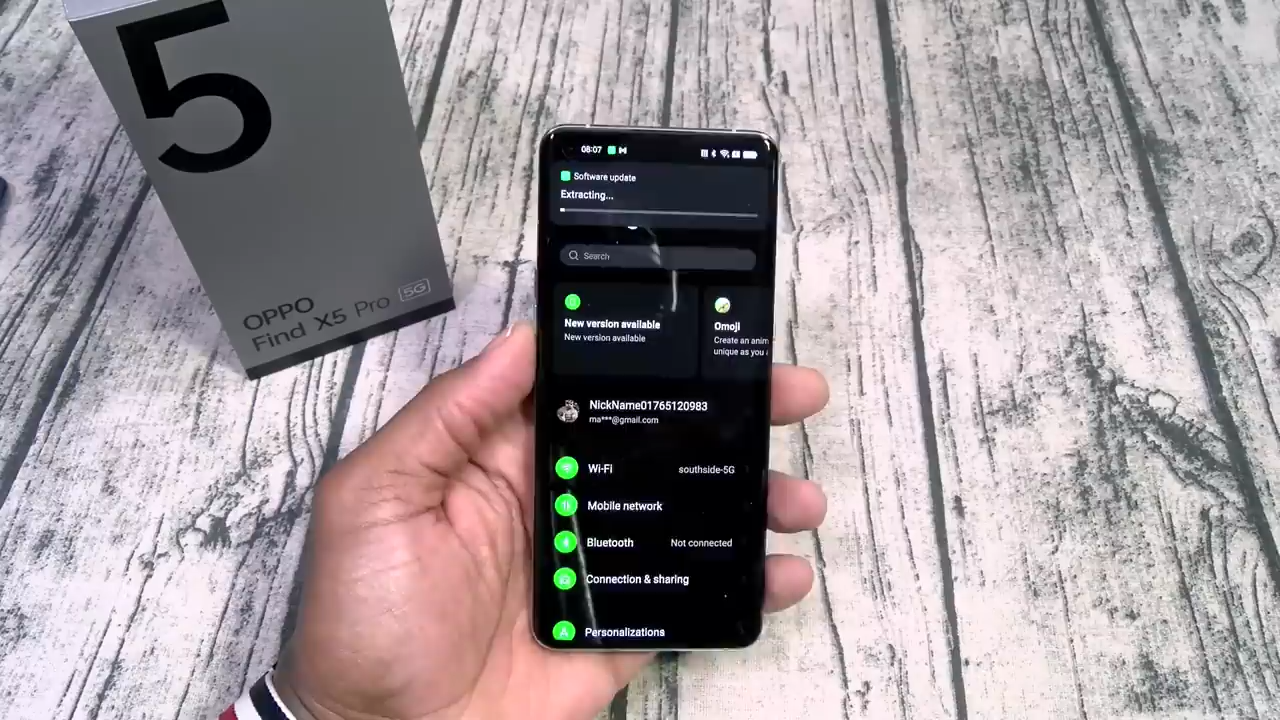 5
OPPO
Find X5 Pro 5G
08:07
Software update
Extracting...
Search
New version available
New version available
Omoji
Create an anim
unique as you a
NickName01765120983
ma***@gmail.com
Wi-Fi southside-5G
Mobile network
Bluetooth Not connected
Connection & sharing
Personalizations